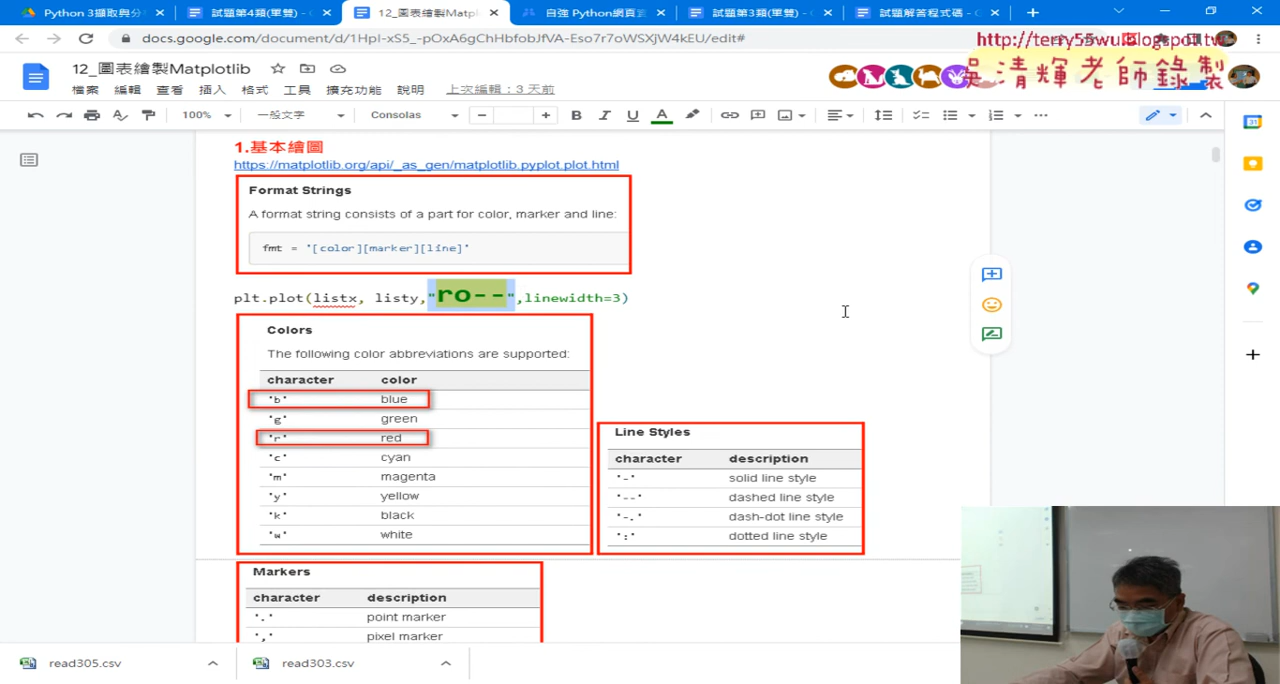 Python 3擷取與分
試題第4類(單雙) -
12_圖表繪製Matpl
自強 Python網頁
試題第3類(單雙) -
試題解答程式碼 -
docs.google.com/document/d/1HpI-xS5_-pOxA6gChHbfobJfVA-Eso7r7oWSXjW4kEU/edit#
http://terry55wu.blogspot.tw
吳清輝老師錄製
12_圖表繪製Matplotlib
檔案 編輯 查看 插入 格式 工具 擴充功能 說明 上次編輯：3 天前
100% 一般文字 Consolas
1.基本繪圖
https://matplotlib.org/api/_as_gen/matplotlib.pyplot.plot.html
Format Strings
A format string consists of a part for color, marker and line:
fmt = '[color][marker][line]'
plt.plot(listx, listy,"ro--",linewidth=3)
Colors
The following color abbreviations are supported:
character color
'b' blue
'g' green
'r' red
'c' cyan
'm' magenta
'y' yellow
'k' black
'w' white
Line Styles
character description
'-' solid line style
'--' dashed line style
'-.' dash-dot line style
':' dotted line style
Markers
character description
'.' point marker
',' pixel marker
read305.csv
read303.csv